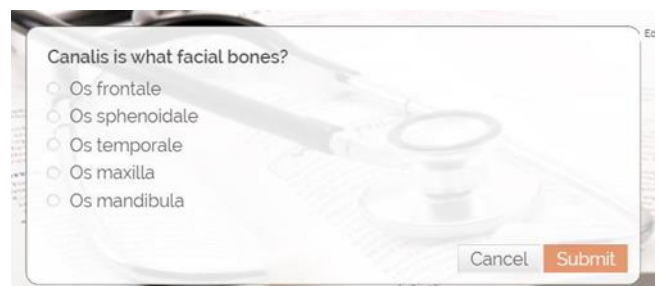 Canalis is what facial bones?
Os frontale
Os sphenoidale
Os temporale
Os maxilla
Os mandibula
Cancel Submit